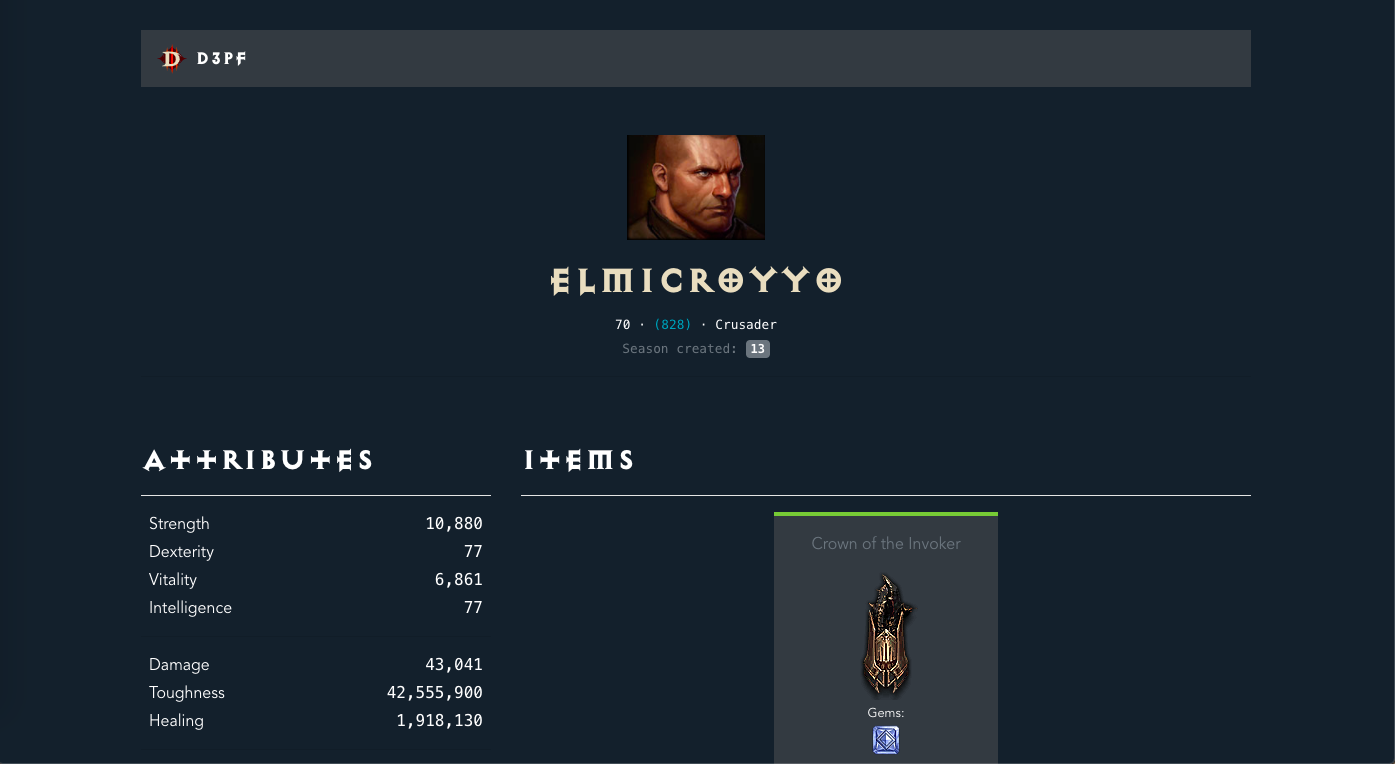 D3PF
ELMICROYYO
70 · (828) · Crusader
Season created: 13
ATTRIBUTES
Strength 10,880
Dexterity 77
Vitality 6,861
Intelligence 77
Damage 43,041
Toughness 42,555,900
Healing 1,918,130
ITEMS
Crown of the Invoker
Gems: